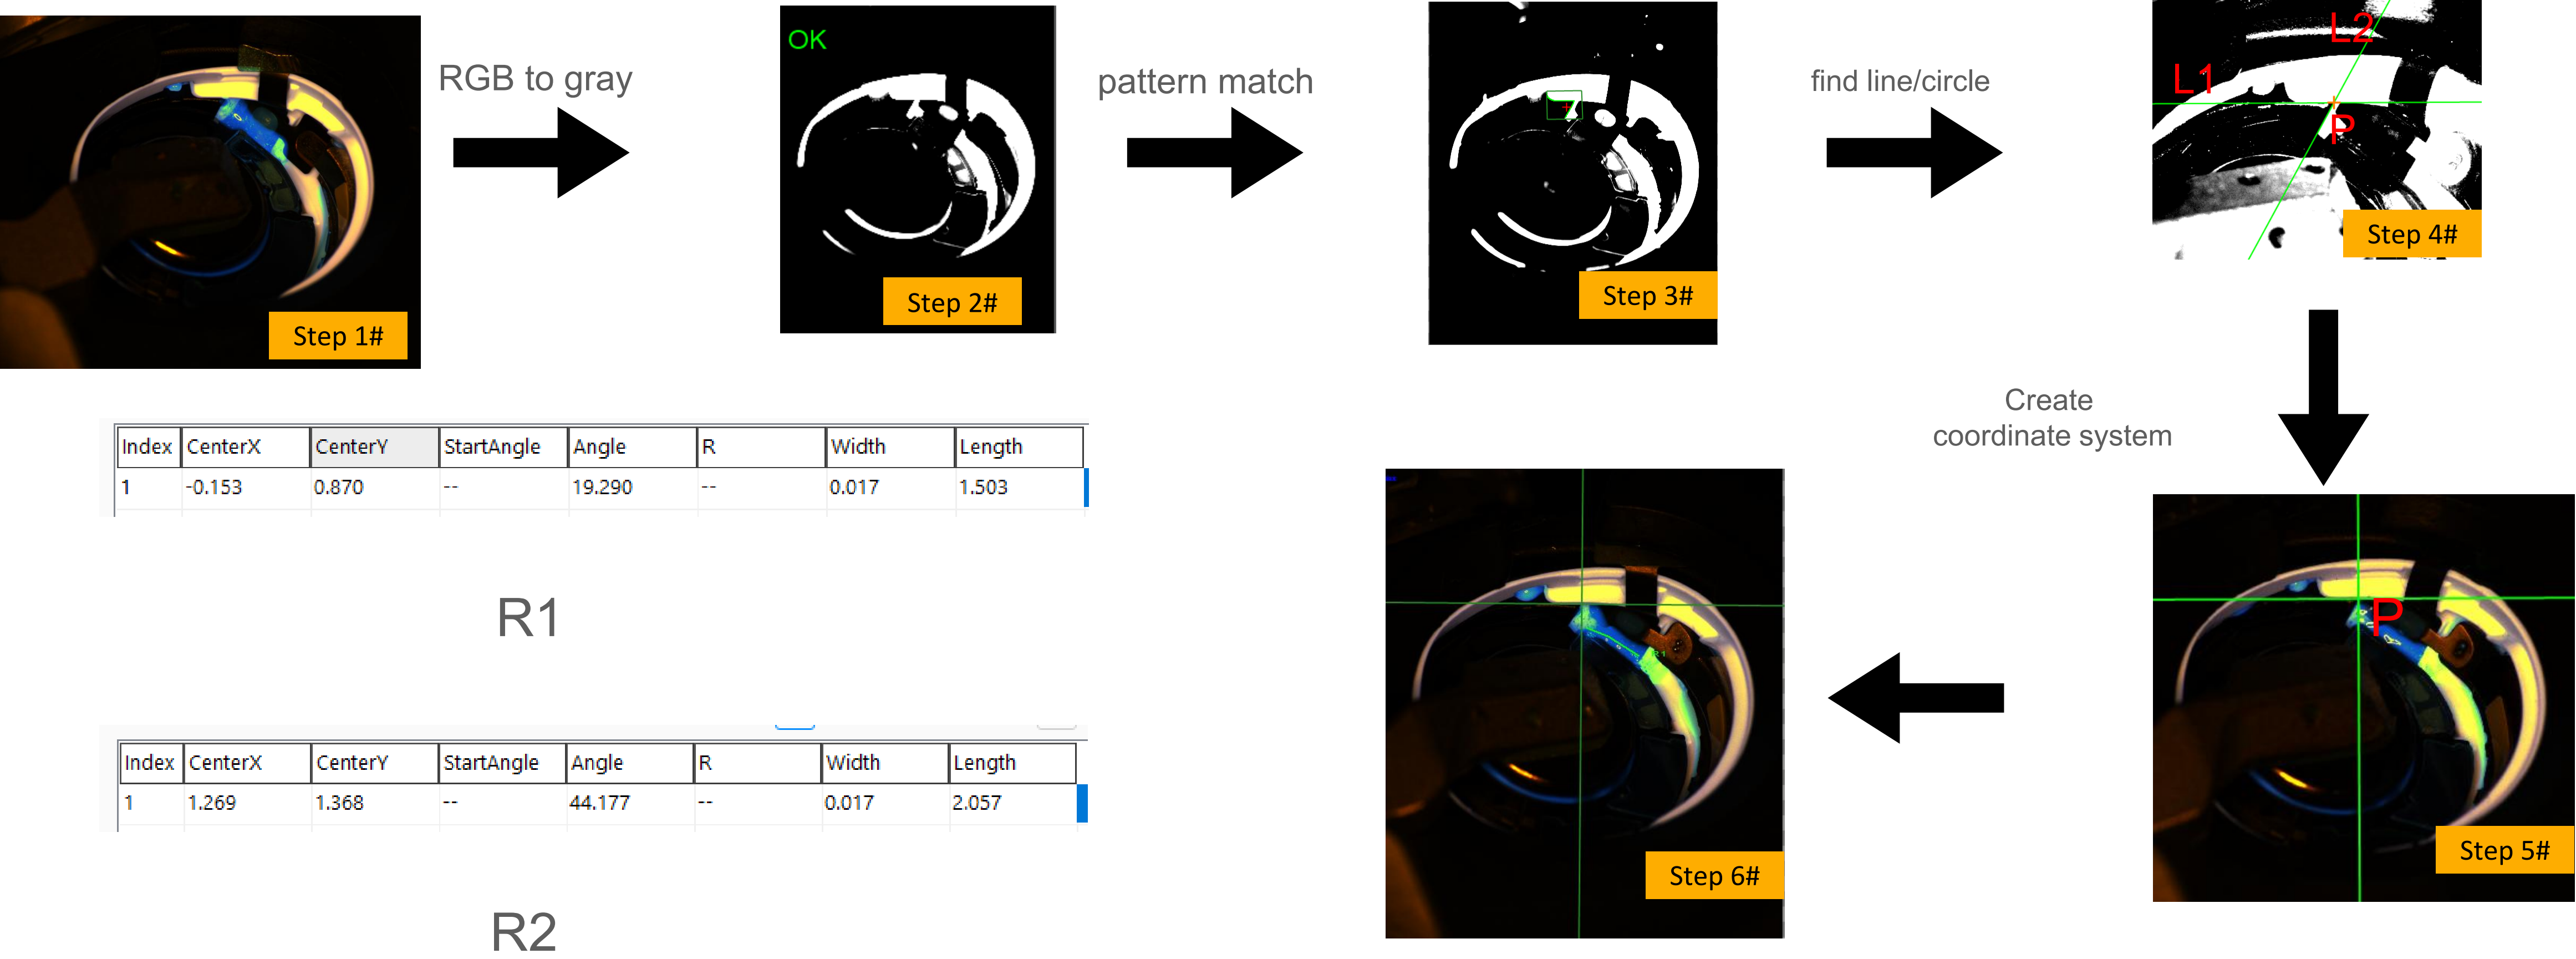 RGB to gray
pattern match
find line/circle
OK
L2
L1
P
Step 1#
Step 2#
Step 3#
Step 4#
Create
coordinate system
Index CenterX CenterY StartAngle Angle R Width Length
1 -0.153 0.870 -- 19.290 -- 0.017 1.503
R1
P
Index CenterX CenterY StartAngle Angle R Width Length
1 1.269 1.368 -- 44.177 -- 0.017 2.057
R2
R1
Step 6#
Step 5#